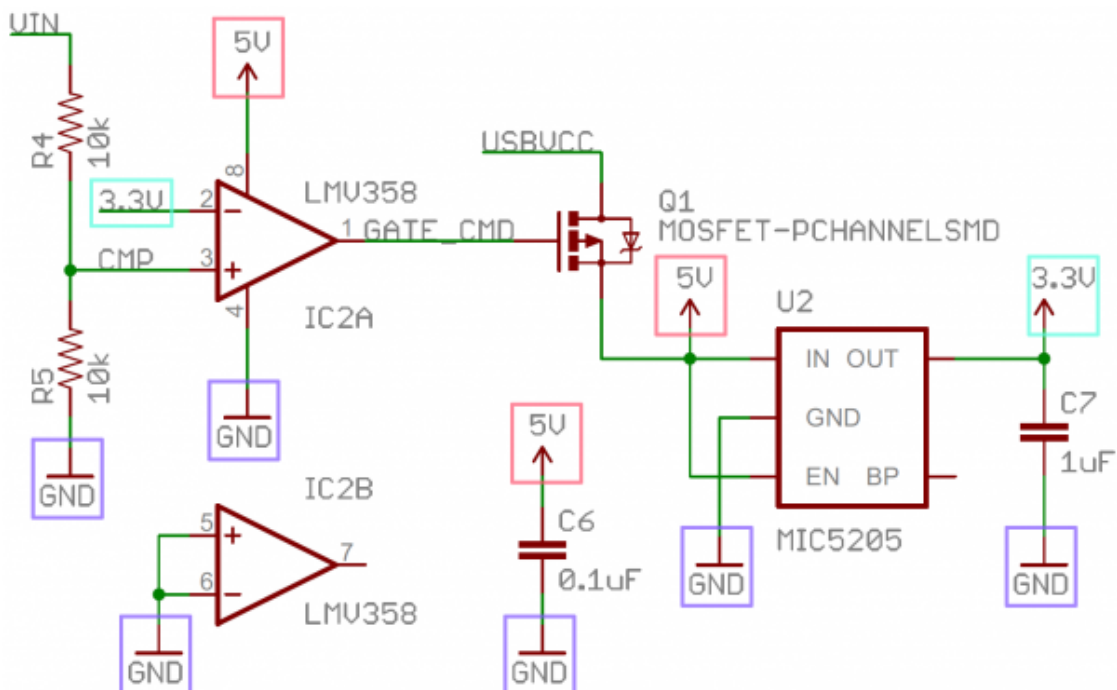 VIN
5V
R4
10k
8
3.3V
2
LMV358
1
GATE_CMD
CMP
3
4
IC2A
R5
10k
GND
GND
USBVCC
Q1
MOSFET-PCHANNELSMD
5V
U2
3.3V
IN OUT
GND
EN BP
MIC5205
C7
1uF
GND
GND
5V
C6
0.1uF
GND
IC2B
5
7
6
LMV358
GND